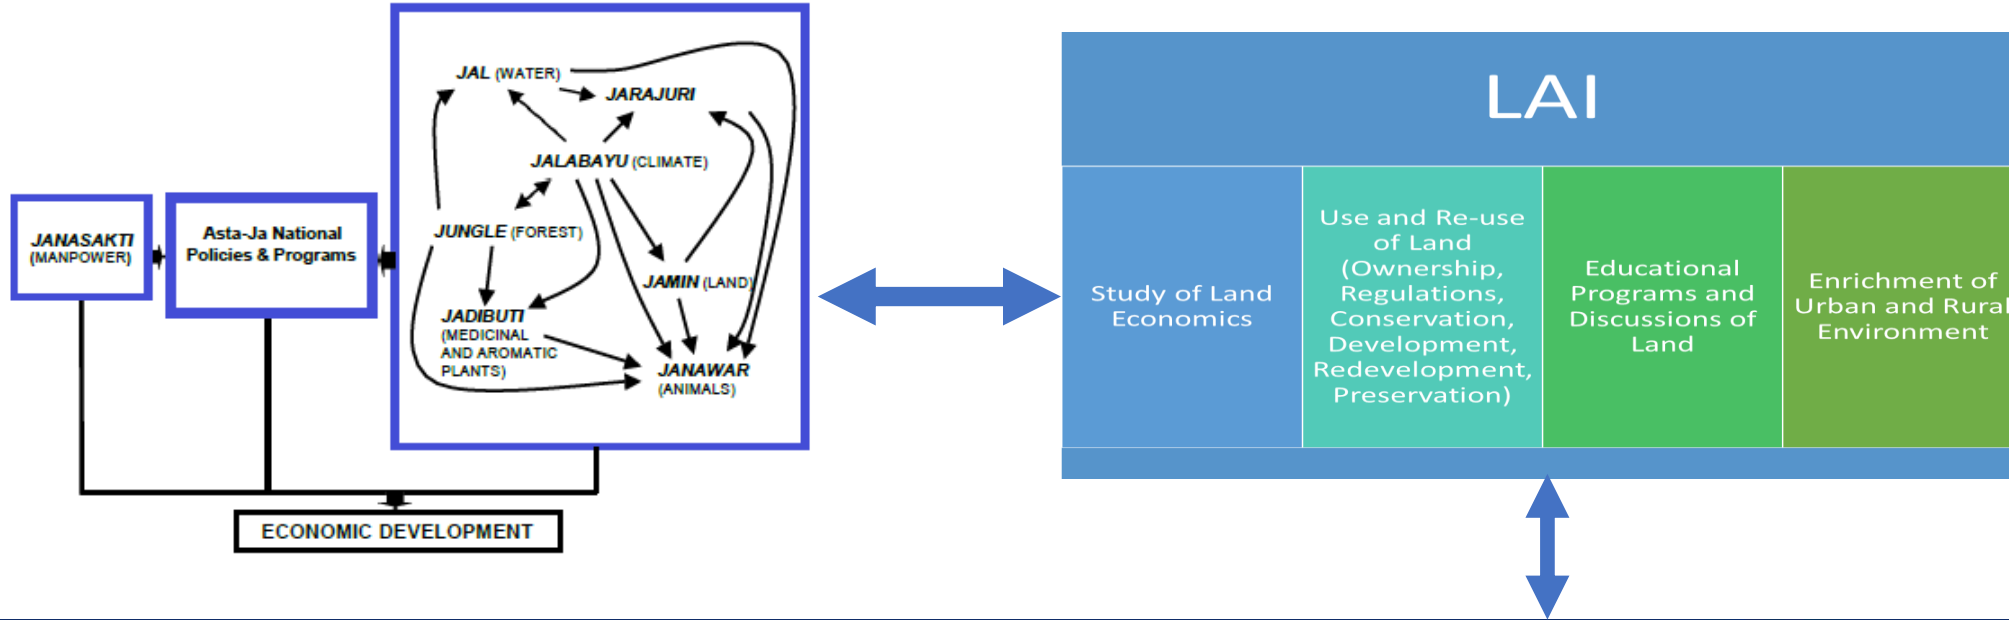 JAL (WATER)
JARAJURI
JALABAYU (CLIMATE)
JUNGLE (FOREST)
JAMIN (LAND)
JADIBUTI
(MEDICINAL
AND AROMATIC
PLANTS)
JANAWAR
(ANIMALS)
JANASAKTI
(MANPOWER)
Asta-Ja National
Policies & Programs
ECONOMIC DEVELOPMENT
LAI
Study of Land
Economics
Use and Re-use
of Land
(Ownership,
Regulations,
Conservation,
Development,
Redevelopment,
Preservation)
Educational
Programs and
Discussions of
Land
Enrichment of
Urban and Rural
Environment